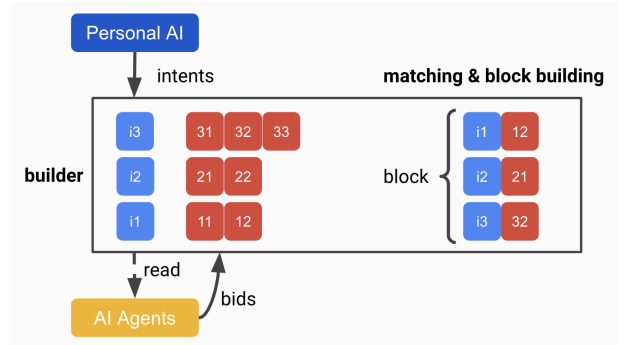 Personal AI
intents
matching & block building
i3 31 32 33 i1 12
builder i2 21 22 block i2 21
i1 11 12 i3 32
read
bids
AI Agents